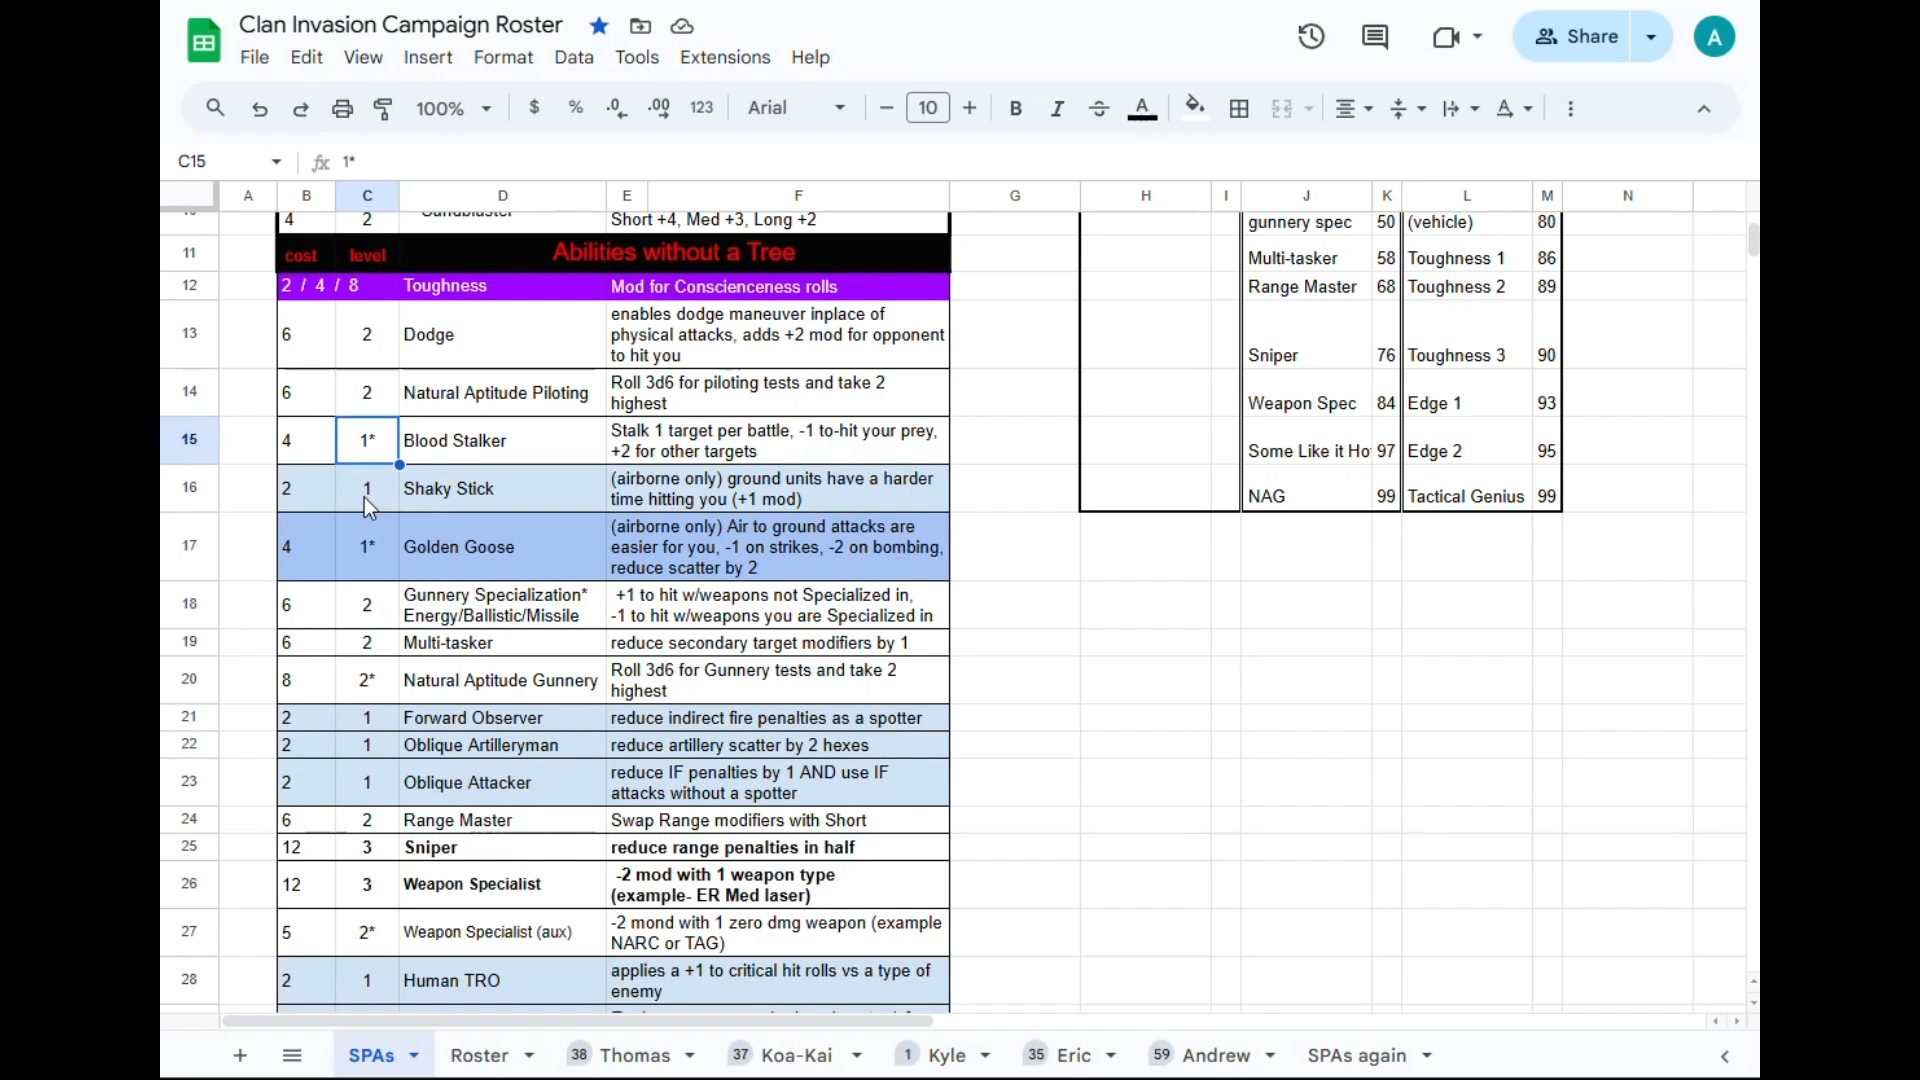 Clan Invasion Campaign Roster
File Edit View Insert Format Data Tools Extensions Help
Share
A
100% $ % .0 .00 123 Arial 10 B I A
C15 fx 1*
A B C D E F G H I J K L M N
4 2 Sandblaster Short +4, Med +3, Long +2 gunnery spec 50 (vehicle) 80
11 cost level Abilities without a Tree Multi-tasker 58 Toughness 1 86
12 2 / 4 / 8 Toughness Mod for Conscienceness rolls Range Master 68 Toughness 2 89
13 6 2 Dodge enables dodge maneuver inplace of
physical attacks, adds +2 mod for opponent
to hit you Sniper 76 Toughness 3 90
14 6 2 Natural Aptitude Piloting Roll 3d6 for piloting tests and take 2
highest Weapon Spec 84 Edge 1 93
15 4 1* Blood Stalker Stalk 1 target per battle, -1 to-hit your prey,
+2 for other targets Some Like it Ho 97 Edge 2 95
16 2 1 Shaky Stick (airborne only) ground units have a harder
time hitting you (+1 mod) NAG 99 Tactical Genius 99
17 4 1* Golden Goose (airborne only) Air to ground attacks are
easier for you, -1 on strikes, -2 on bombing,
reduce scatter by 2
18 6 2 Gunnery Specialization* +1 to hit w/weapons not Specialized in,
Energy/Ballistic/Missile -1 to hit w/weapons you are Specialized in
19 6 2 Multi-tasker reduce secondary target modifiers by 1
20 8 2* Natural Aptitude Gunnery Roll 3d6 for Gunnery tests and take 2
highest
21 2 1 Forward Observer reduce indirect fire penalties as a spotter
22 2 1 Oblique Artilleryman reduce artillery scatter by 2 hexes
23 2 1 Oblique Attacker reduce IF penalties by 1 AND use IF
attacks without a spotter
24 6 2 Range Master Swap Range modifiers with Short
25 12 3 Sniper reduce range penalties in half
26 12 3 Weapon Specialist -2 mod with 1 weapon type
(example- ER Med laser)
27 5 2* Weapon Specialist (aux) -2 mond with 1 zero dmg weapon (example
NARC or TAG)
28 2 1 Human TRO applies a +1 to critical hit rolls vs a type of
enemy
SPAs Roster 38 Thomas 37 Koa-Kai 1 Kyle 35 Eric 59 Andrew SPAs again